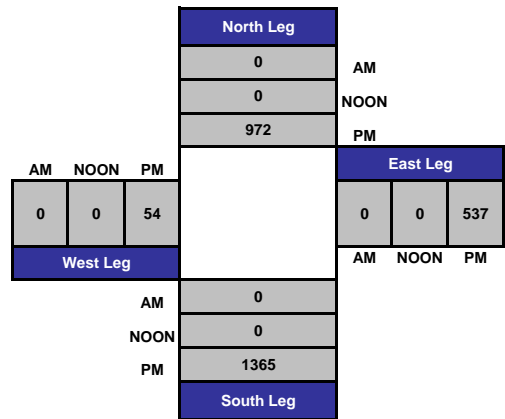 North Leg
0 AM
0 NOON
972 PM
AM NOON PM East Leg
0 0 54 0 0 537
West Leg AM NOON PM
AM 0
NOON 0
PM 1365
South Leg